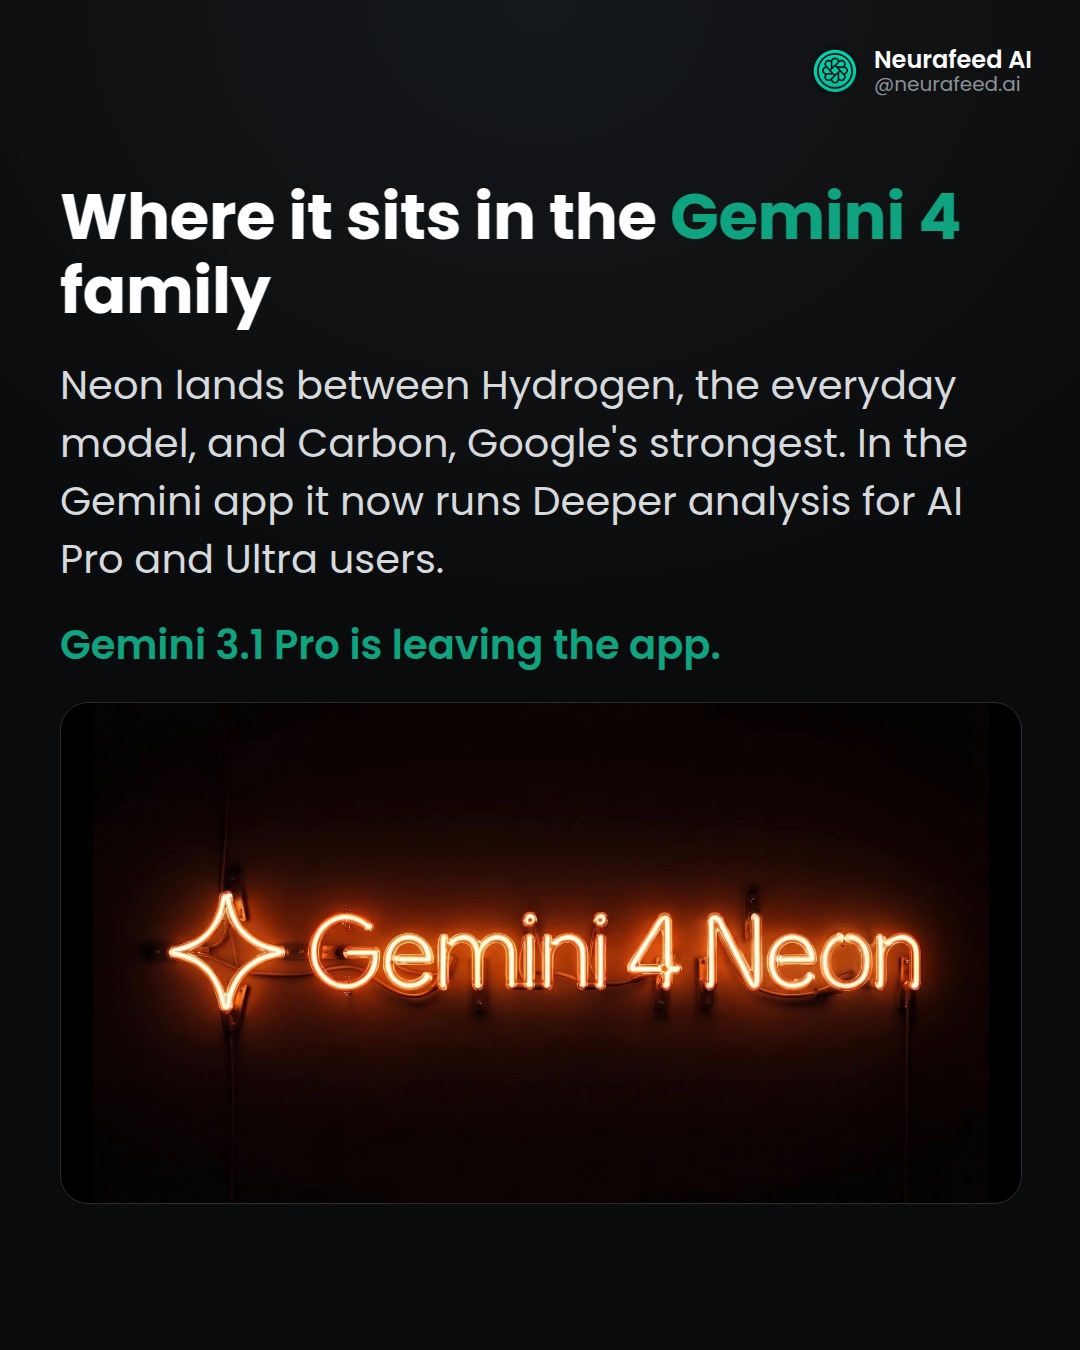 Neurafeed AI
@neurafeed.ai
Where it sits in the Gemini 4
family
Neon lands between Hydrogen, the everyday
model, and Carbon, Google's strongest. In the
Gemini app it now runs Deeper analysis for AI
Pro and Ultra users.
Gemini 3.1 Pro is leaving the app.
Gemini 4 Neon